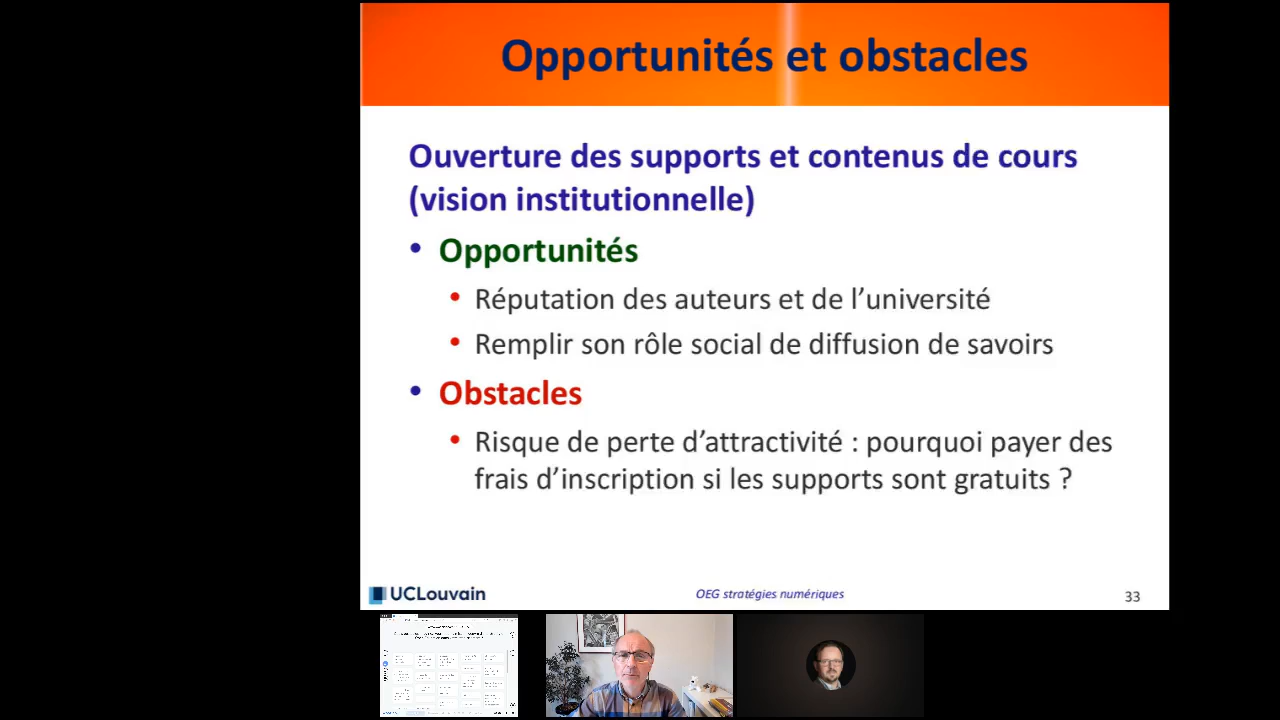 Opportunités et obstacles
Ouverture des supports et contenus de cours
(vision institutionnelle)
• Opportunités
• Réputation des auteurs et de l’université
• Remplir son rôle social de diffusion de savoirs
• Obstacles
• Risque de perte d’attractivité : pourquoi payer des
frais d’inscription si les supports sont gratuits ?
UCLouvain
OEG stratégies numériques
33